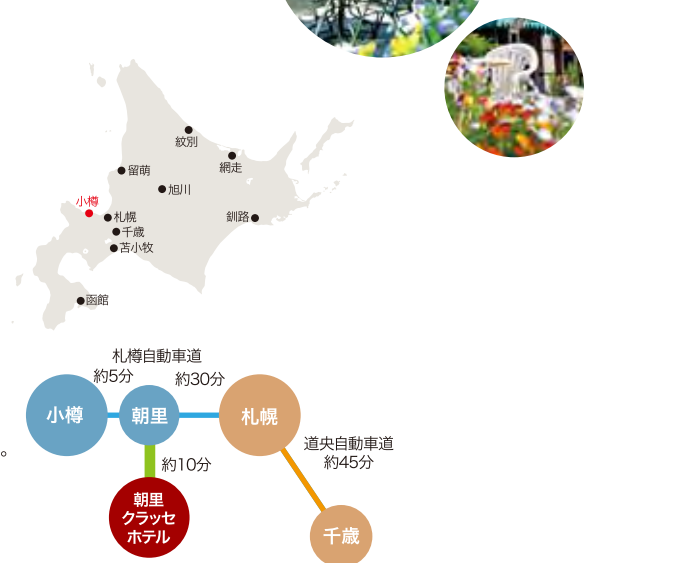 紋別
網走
留萌
旭川
小樽
札幌
釧路
千歳
苫小牧
函館
札樽自動車道
約5分
約30分
小樽
朝里
札幌
道央自動車道
約45分
。
約10分
朝里
クラッセ
ホテル
千歳